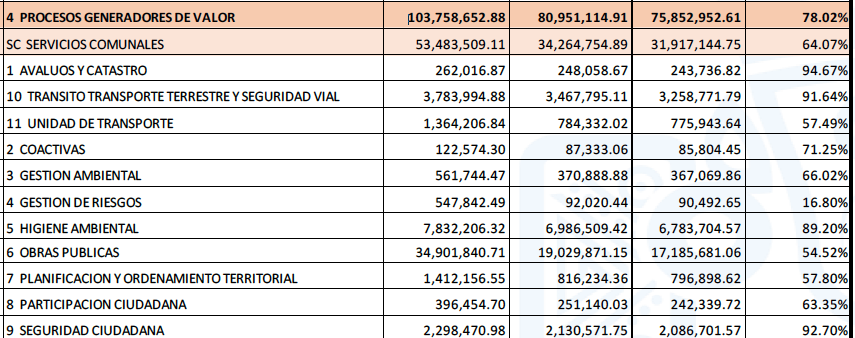 4 PROCESOS GENERADORES DE VALOR 103,758,652.88 80,951,114.91 75,852,952.61 78.02%
SC SERVICIOS COMUNALES 53,483,509.11 34,264,754.89 31,917,144.75 64.07%
1 AVALUOS Y CATASTRO 262,016.87 248,058.67 243,736.82 94.67%
10 TRANSITO TRANSPORTE TERRESTRE Y SEGURIDAD VIAL 3,783,994.88 3,467,795.11 3,258,771.79 91.64%
11 UNIDAD DE TRANSPORTE 1,364,206.84 784,332.02 775,943.64 57.49%
2 COACTIVAS 122,574.30 87,333.06 85,804.45 71.25%
3 GESTION AMBIENTAL 561,744.47 370,888.88 367,069.86 66.02%
4 GESTION DE RIESGOS 547,842.49 92,020.44 90,492.65 16.80%
5 HIGIENE AMBIENTAL 7,832,206.32 6,986,509.42 6,783,704.57 89.20%
6 OBRAS PUBLICAS 34,901,840.71 19,029,871.15 17,185,681.06 54.52%
7 PLANIFICACION Y ORDENAMIENTO TERRITORIAL 1,412,156.55 816,234.36 796,898.62 57.80%
8 PARTICIPACION CIUDADANA 396,454.70 251,140.03 242,339.72 63.35%
9 SEGURIDAD CIUDADANA 2,298,470.98 2,130,571.75 2,086,701.57 92.70%